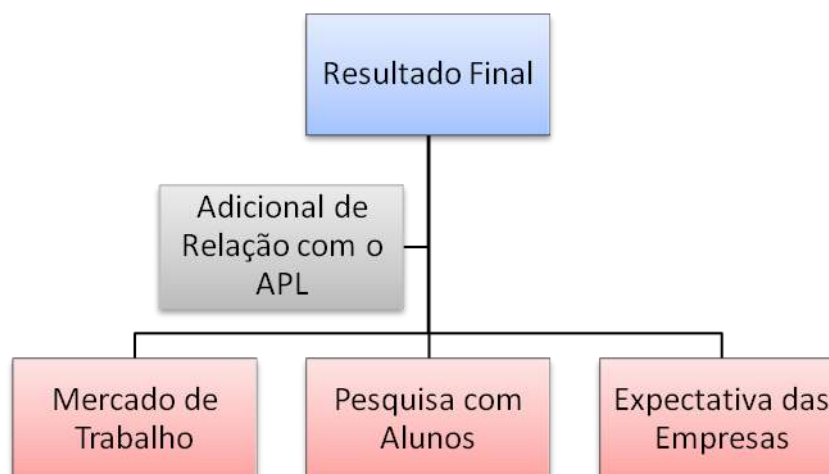 Resultado Final
Adicional de
Relação com o
APL
Mercado de
Trabalho
Pesquisa com
Alunos
Expectativa das
Empresas